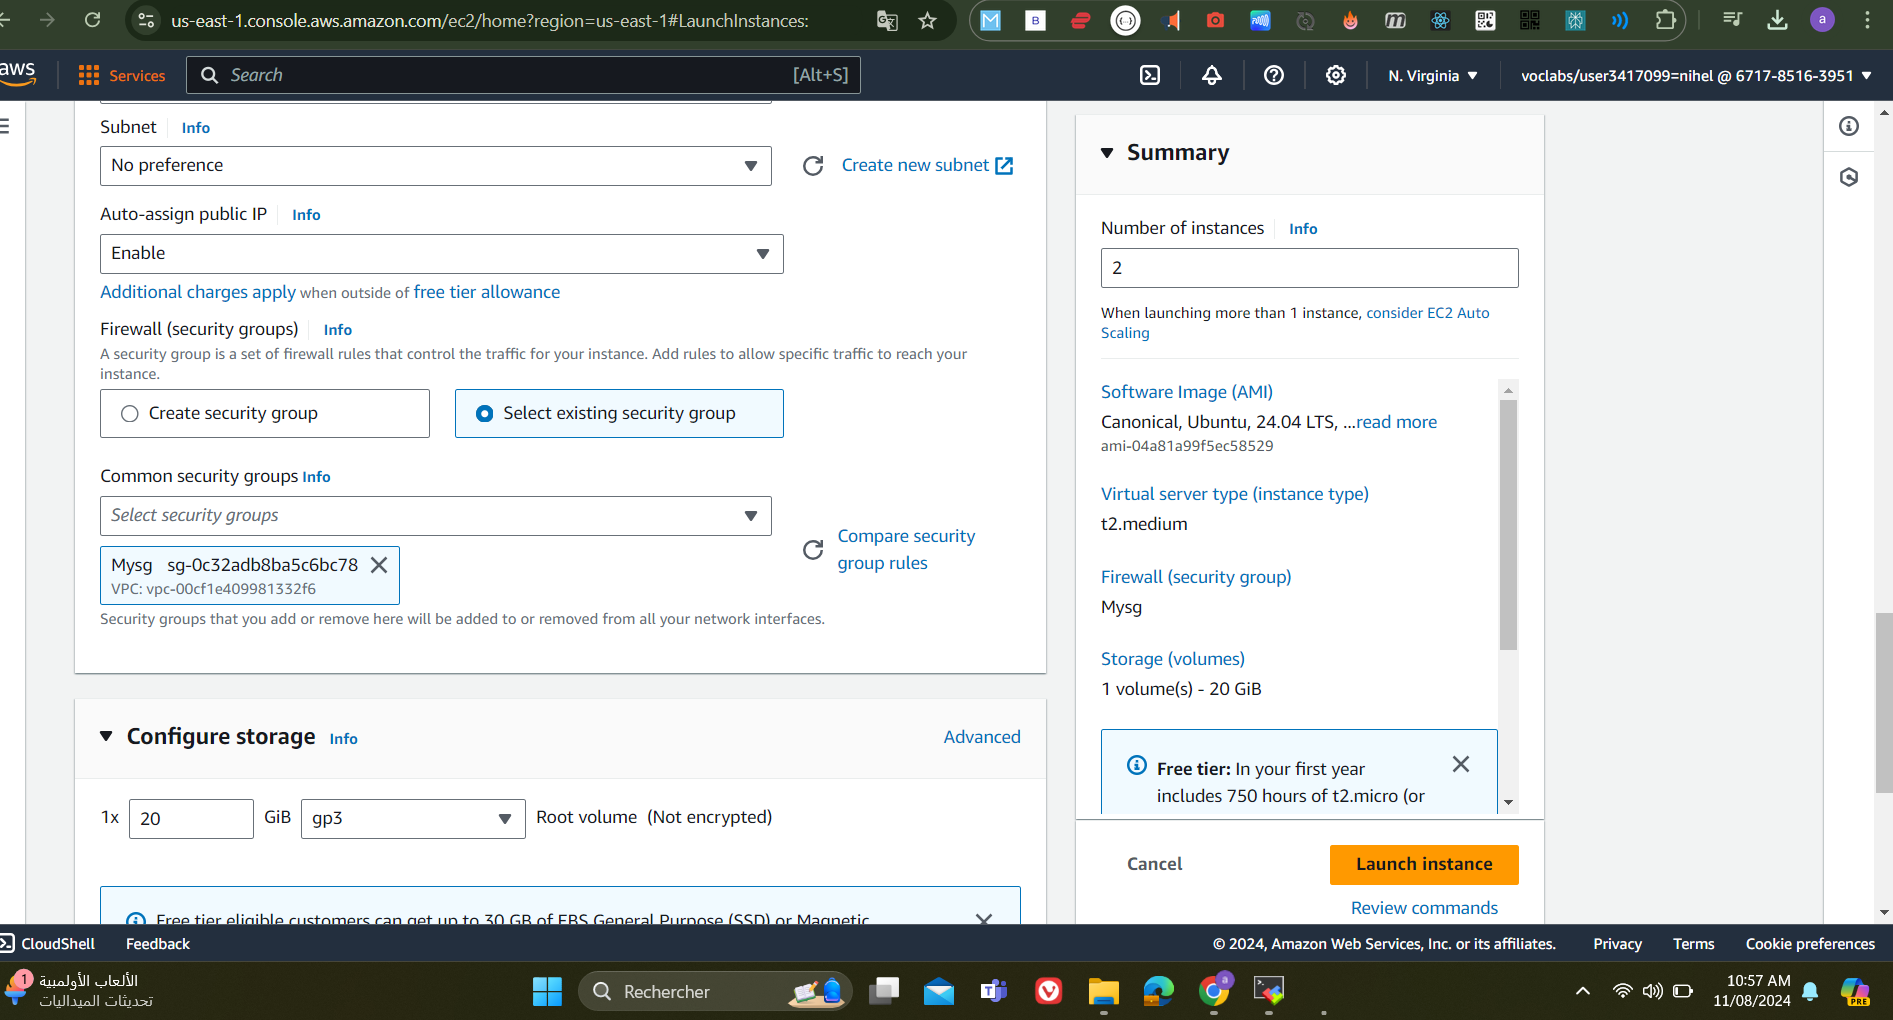 us-east-1.console.aws.amazon.com/ec2/home?region=us-east-1#LaunchInstances:
a
aws
Services
Search
[Alt+S]
N. Virginia
voclabs/user3417099=nihel @ 6717-8516-3951
Subnet
Info
No preference
Create new subnet
Auto-assign public IP
Info
Enable
Additional charges apply when outside of free tier allowance
Firewall (security groups)
Info
A security group is a set of firewall rules that control the traffic for your instance. Add rules to allow specific traffic to reach your
instance.
Create security group
Select existing security group
Common security groups Info
Select security groups
Compare security
group rules
Mysg sg-0c32adb8ba5c6bc78
VPC: vpc-00cf1e409981332f6
Security groups that you add or remove here will be added to or removed from all your network interfaces.
Configure storage
Info
Advanced
1x
20
GiB
gp3
Root volume (Not encrypted)
Free tier eligible customers can get up to 30 GB of EBS General Purpose (SSD) or Magnetic
Summary
Number of instances
Info
2
When launching more than 1 instance, consider EC2 Auto
Scaling
Software Image (AMI)
Canonical, Ubuntu, 24.04 LTS, ...read more
ami-04a81a99f5ec58529
Virtual server type (instance type)
t2.medium
Firewall (security group)
Mysg
Storage (volumes)
1 volume(s) - 20 GiB
Free tier: In your first year
includes 750 hours of t2.micro (or
Cancel
Launch instance
Review commands
CloudShell
Feedback
© 2024, Amazon Web Services, Inc. or its affiliates.
Privacy
Terms
Cookie preferences
1
الألعاب الأولمبية
تحديثات الميداليات
Rechercher
a
10:57 AM
11/08/2024
PRE